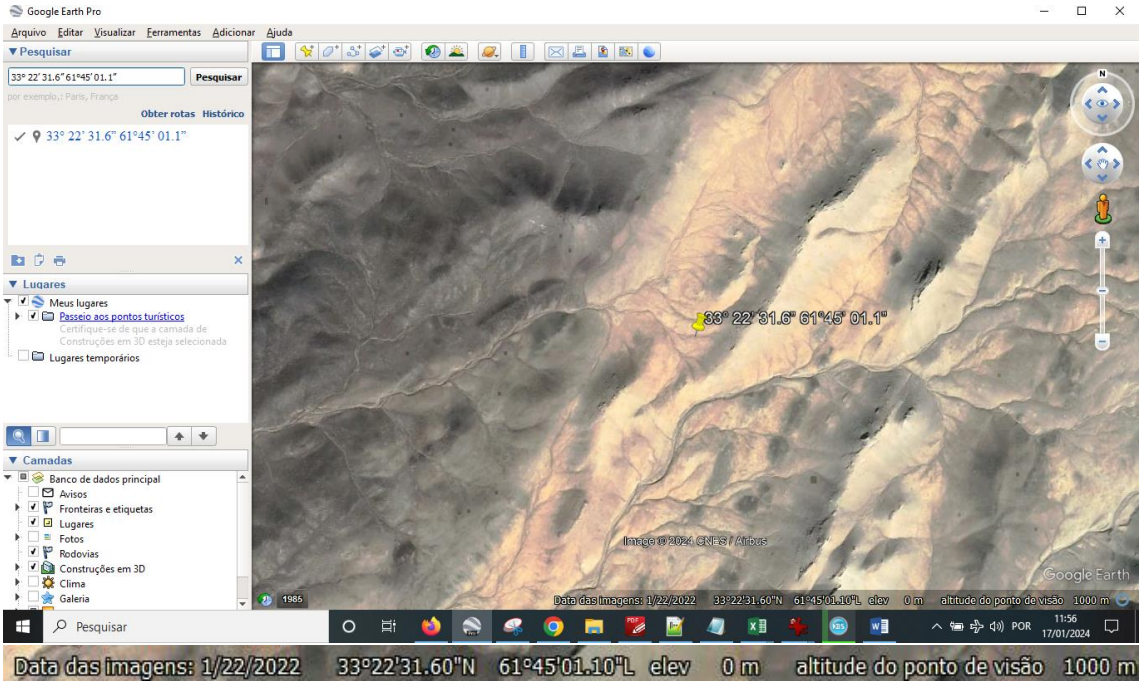 Google Earth Pro
Arquivo Editar Visualizar Ferramentas Adicionar Ajuda
Pesquisar
33° 22’ 31.6” 61°45’ 01.1” Pesquisar
por exemplo,: Paris, França
Obter rotas Histórico
33° 22’ 31.6” 61°45’ 01.1”
Lugares
Meus lugares
Passeio aos pontos turísticos
Certifique-se de que a camada de
Construções em 3D esteja selecionada
Lugares temporários
Camadas
Banco de dados principal
Avisos
Fronteiras e etiquetas
Lugares
Fotos
Rodovias
Construções em 3D
Clima
Galeria
N
33° 22’ 31.6” 61°45’ 01.1”
Image © 2024 CNES / Airbus
Google Earth
1985
Data das imagens: 1/22/2022 33°22'31.60"N 61°45'01.10"L elev 0 m altitude do ponto de visão 1000 m
Pesquisar
PDF
POR
11:56
17/01/2024
Data das imagens: 1/22/2022 33°22'31.60"N 61°45'01.10"L elev 0 m altitude do ponto de visão 1000 m